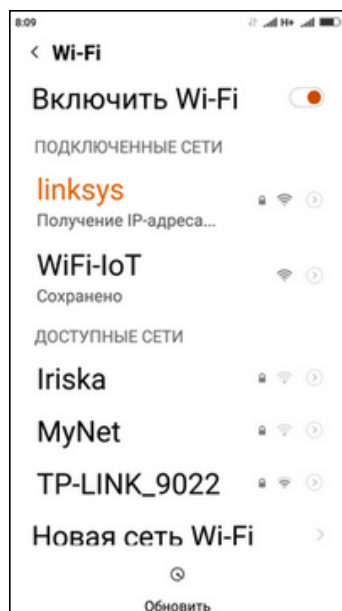 8:09
H+
Wi-Fi
Включить Wi-Fi
ПОДКЛЮЧЕННЫЕ СЕТИ
linksys
Получение IP-адреса...
WiFi-IoT
Сохранено
ДОСТУПНЫЕ СЕТИ
Iriska
MyNet
TP-LINK_9022
Новая сеть Wi-Fi
Обновить